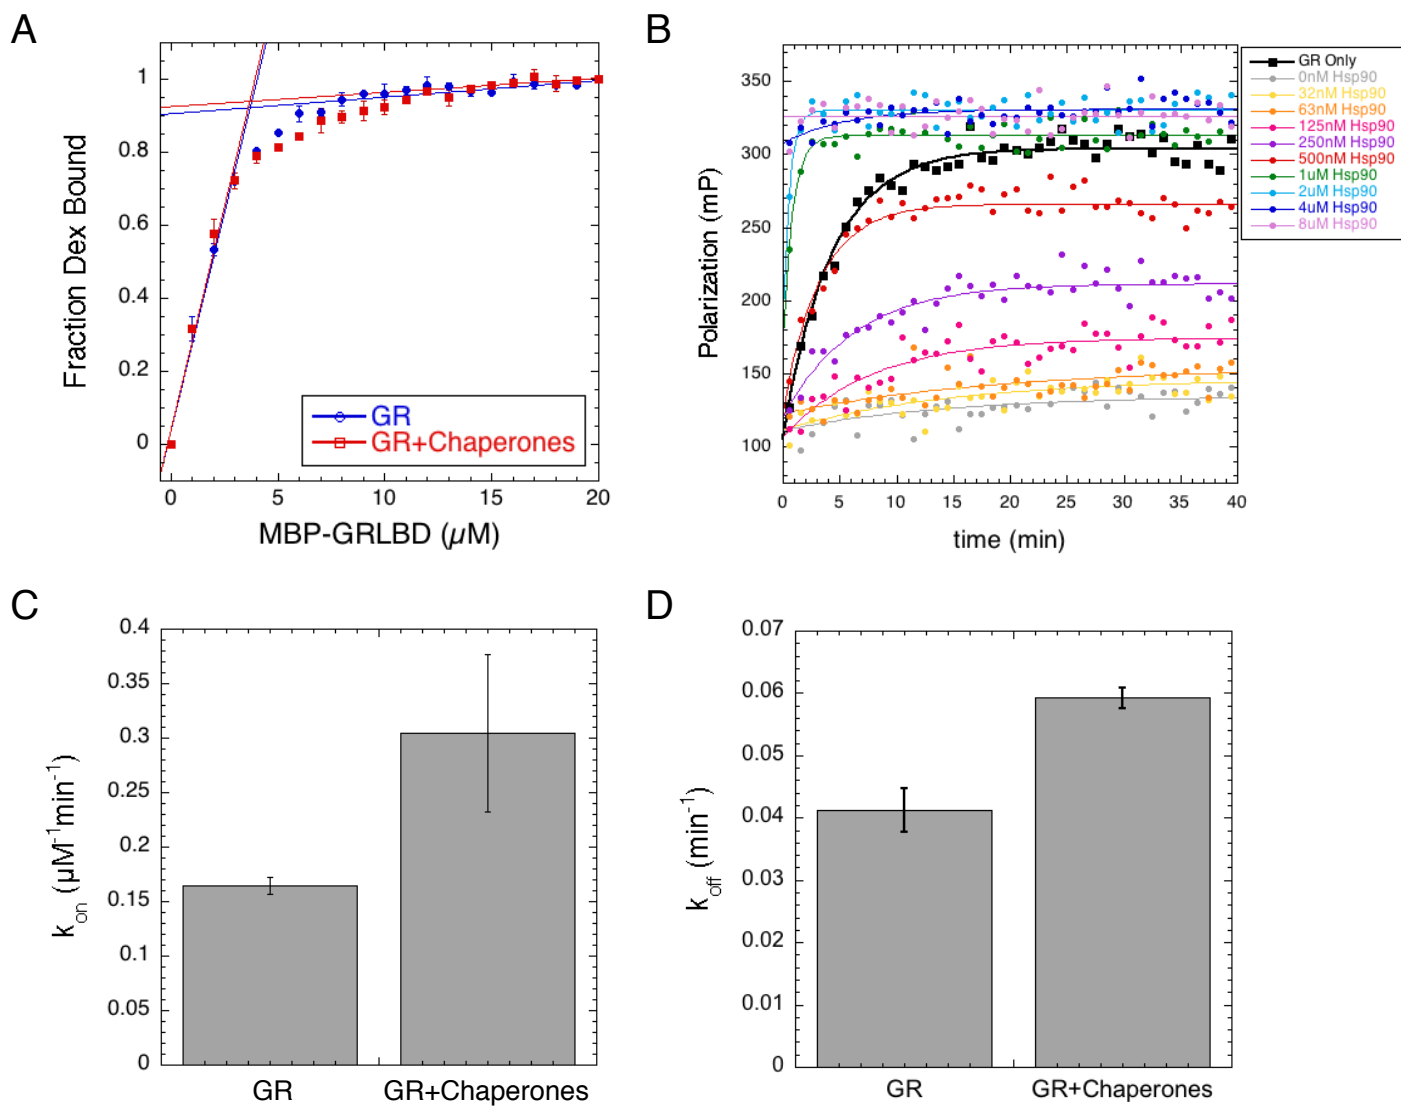 A
Fraction Dex Bound
1
0.8
0.6
0.4
0.2
0
GR
GR+Chaperones
0
5
10
15
20
MBP-GRLBD (µM)
B
Polarization (mP)
350
300
250
200
150
100
0
5
10
15
20
25
30
35
40
time (min)
GR Only
0nM Hsp90
32nM Hsp90
63nM Hsp90
125nM Hsp90
250nM Hsp90
500nM Hsp90
1uM Hsp90
2uM Hsp90
4uM Hsp90
8uM Hsp90
C
k_on (µM⁻¹min⁻¹)
0.4
0.35
0.3
0.25
0.2
0.15
0.1
0.05
0
GR
GR+Chaperones
D
k_off (min⁻¹)
0.07
0.06
0.05
0.04
0.03
0.02
0.01
0
GR
GR+Chaperones